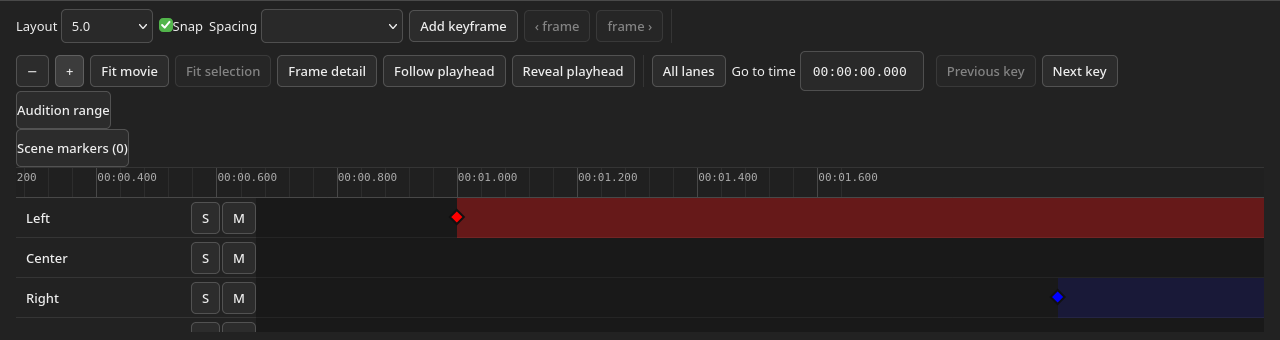 Layout 5.0 Snap Spacing Add keyframe ‹ frame frame ›
− + Fit movie Fit selection Frame detail Follow playhead Reveal playhead All lanes Go to time 00:00:00.000 Previous key Next key
Audition range
Scene markers (0)
200 00:00.400 00:00.600 00:00.800 00:01.000 00:01.200 00:01.400 00:01.600
Left S M
Center S M
Right S M